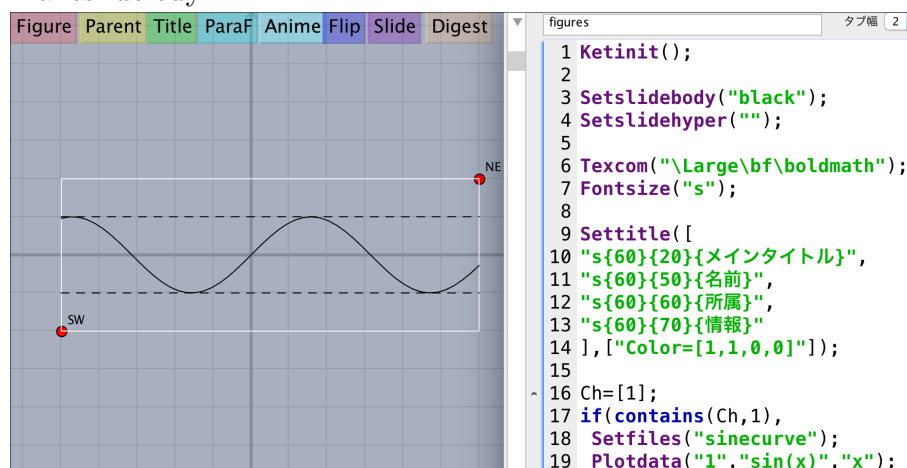 Figure Parent Title ParaF Anime Flip Slide Digest
NE
SW
figures
タブ幅 2
1 Ketinit();
2
3 Setslidebody("black");
4 Setslidehyper("");
5
6 Texcom("\Large\bf\boldmath");
7 Fontsize("s");
8
9 Settitle([
10 "s{60}{20}{メインタイトル}",
11 "s{60}{50}{名前}",
12 "s{60}{60}{所属}",
13 "s{60}{70}{情報}"
14 ],["Color=[1,1,0,0]"]);
15
16 Ch=[1];
17 if(contains(Ch,1),
18 Setfiles("sinecurve");
19 Plotdata("1","sin(x)","x");